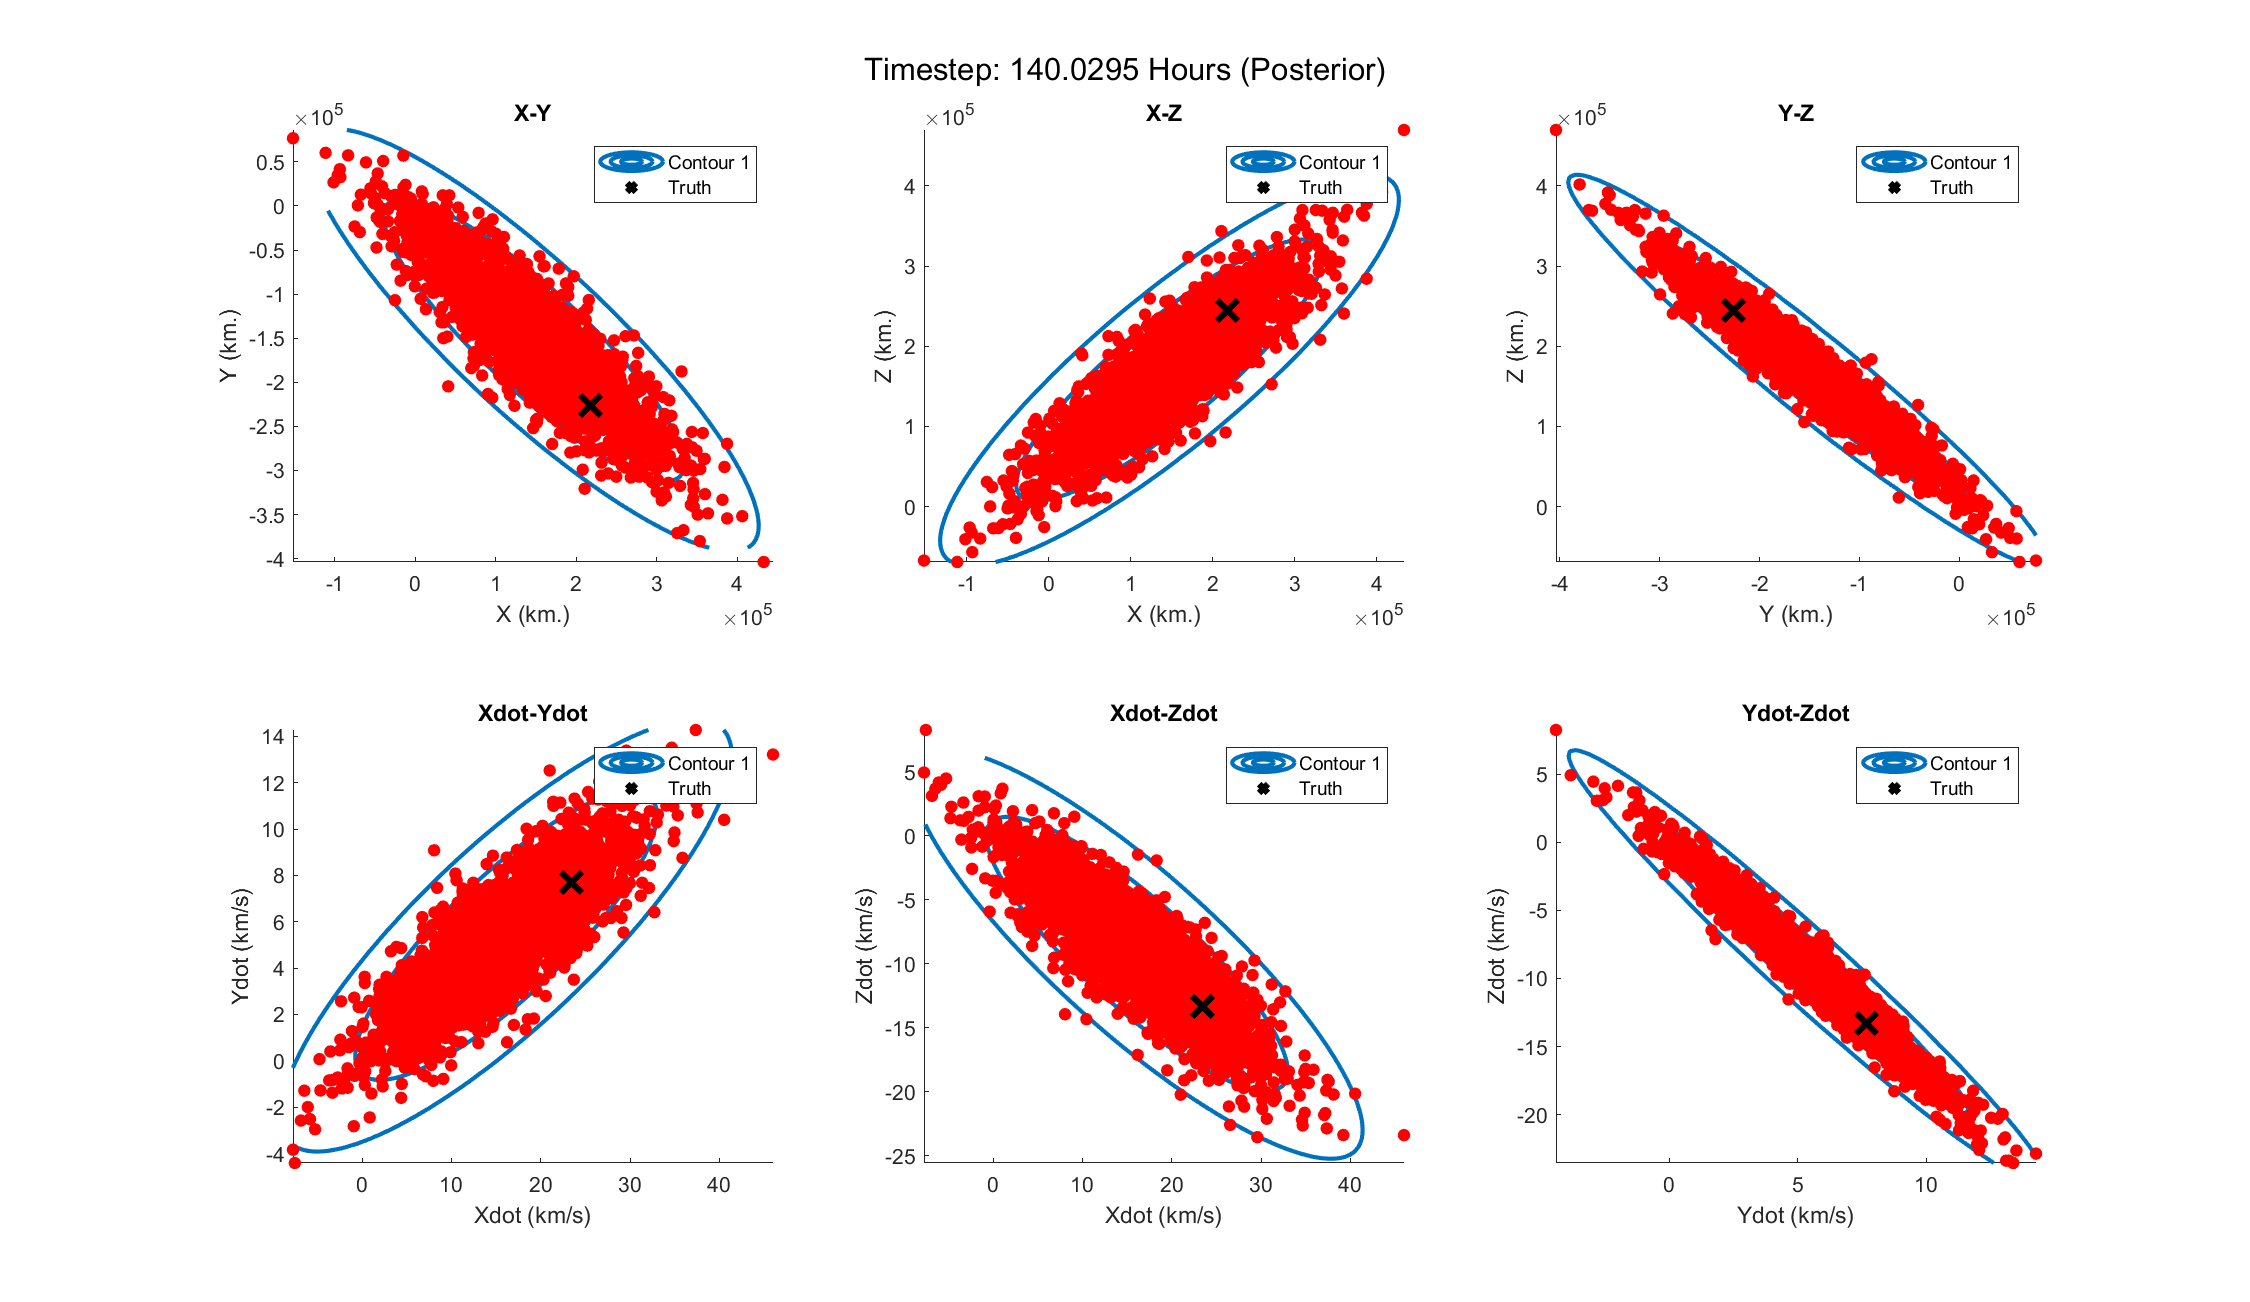 Timestep: 140.0295 Hours (Posterior)
X-Y
×10^5
Contour 1
Truth
0.5
0
-0.5
-1
-1.5
-2
-2.5
-3
-3.5
-4
Y (km.)
-1 0 1 2 3 4
X (km.)
×10^5
X-Z
×10^5
Contour 1
Truth
4
3
2
1
0
Z (km.)
-1 0 1 2 3 4
X (km.)
×10^5
Y-Z
×10^5
Contour 1
Truth
4
3
2
1
0
Z (km.)
-4 -3 -2 -1 0
Y (km.)
×10^5
Xdot-Ydot
Contour 1
Truth
14
12
10
8
6
4
2
0
-2
-4
Ydot (km/s)
0 10 20 30 40
Xdot (km/s)
Xdot-Zdot
Contour 1
Truth
5
0
-5
-10
-15
-20
-25
Zdot (km/s)
0 10 20 30 40
Xdot (km/s)
Ydot-Zdot
Contour 1
Truth
5
0
-5
-10
-15
-20
Zdot (km/s)
0 5 10
Ydot (km/s)